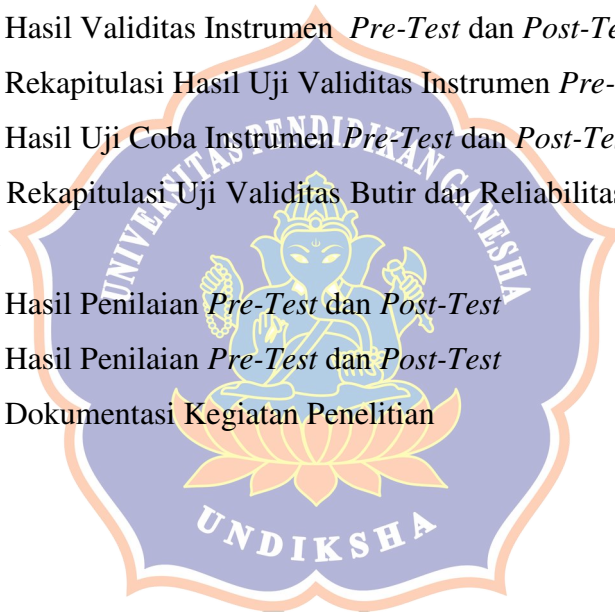 Hasil Validitas Instrumen Pre-Test dan Post-Te
Rekapitulasi Hasil Uji Validitas Instrumen Pre-
Hasil Uji Coba Instrumen Pre-Test dan Post-Te
Rekapitulasi Uji Validitas Butir dan Reliabilitas
Hasil Penilaian Pre-Test dan Post-Test
Hasil Penilaian Pre-Test dan Post-Test
Dokumentasi Kegiatan Penelitian
UNIVERSITAS PENDIDIKAN GANESHA
UNDIKSHA